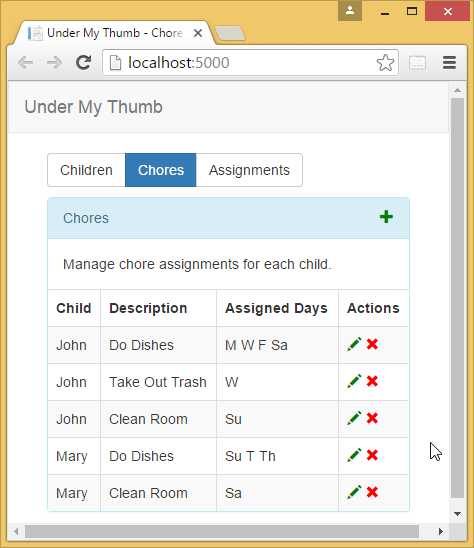 Under My Thumb - Chore
localhost:5000
Under My Thumb
Children Chores Assignments
Chores
Manage chore assignments for each child.
Child Description Assigned Days Actions
John Do Dishes M W F Sa
John Take Out Trash W
John Clean Room Su
Mary Do Dishes Su T Th
Mary Clean Room Sa